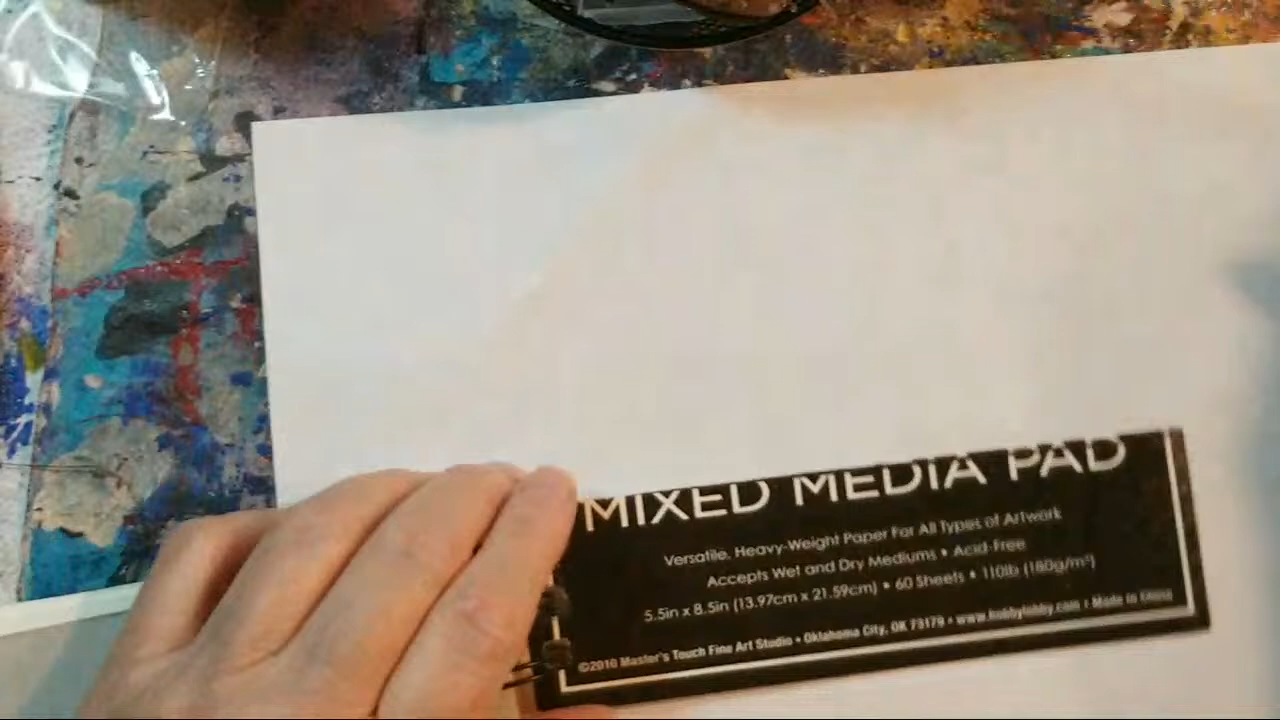 MIXED MEDIA PAD
Versatile, Heavy-Weight Paper For All Types of Artwork
Accepts Wet and Dry Mediums • Acid-Free
5.5in x 8.5in (13.97cm x 21.59cm) • 60 Sheets • 110lb (180g/m²)
©2010 Master's Touch Fine Art Studio • Oklahoma City, OK 73179 • www.hobbylobby.com • Made in China